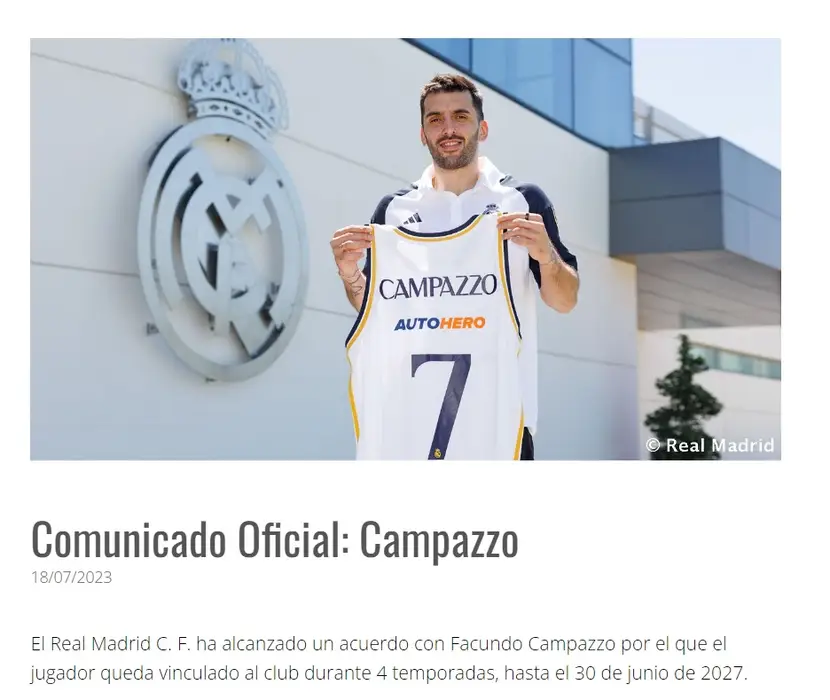 CAMPAZZO
AUTOHERO
7
© Real Madrid
Comunicado Oficial: Campazzo
18/07/2023
El Real Madrid C. F. ha alcanzado un acuerdo con Facundo Campazzo por el que el
jugador queda vinculado al club durante 4 temporadas, hasta el 30 de junio de 2027.